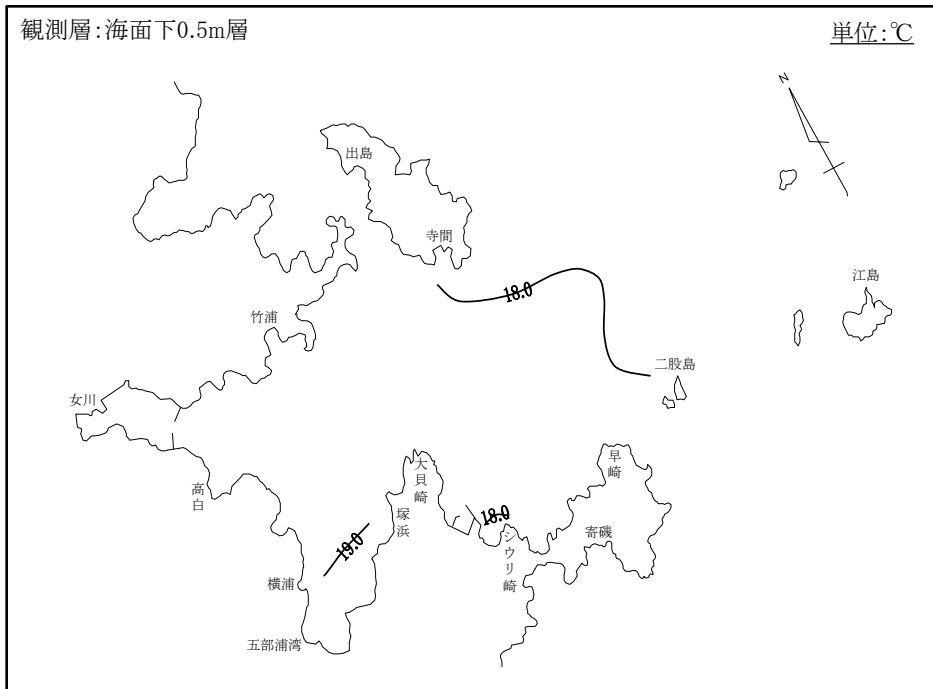 観測層:海面下0.5m層
単位:℃
N
出島
寺間
18.0
江島
竹浦
二股島
女川
大貝崎
早崎
高白
塚浜
18.0
19.0
シウリ崎
寄磯
横浦
五部浦湾